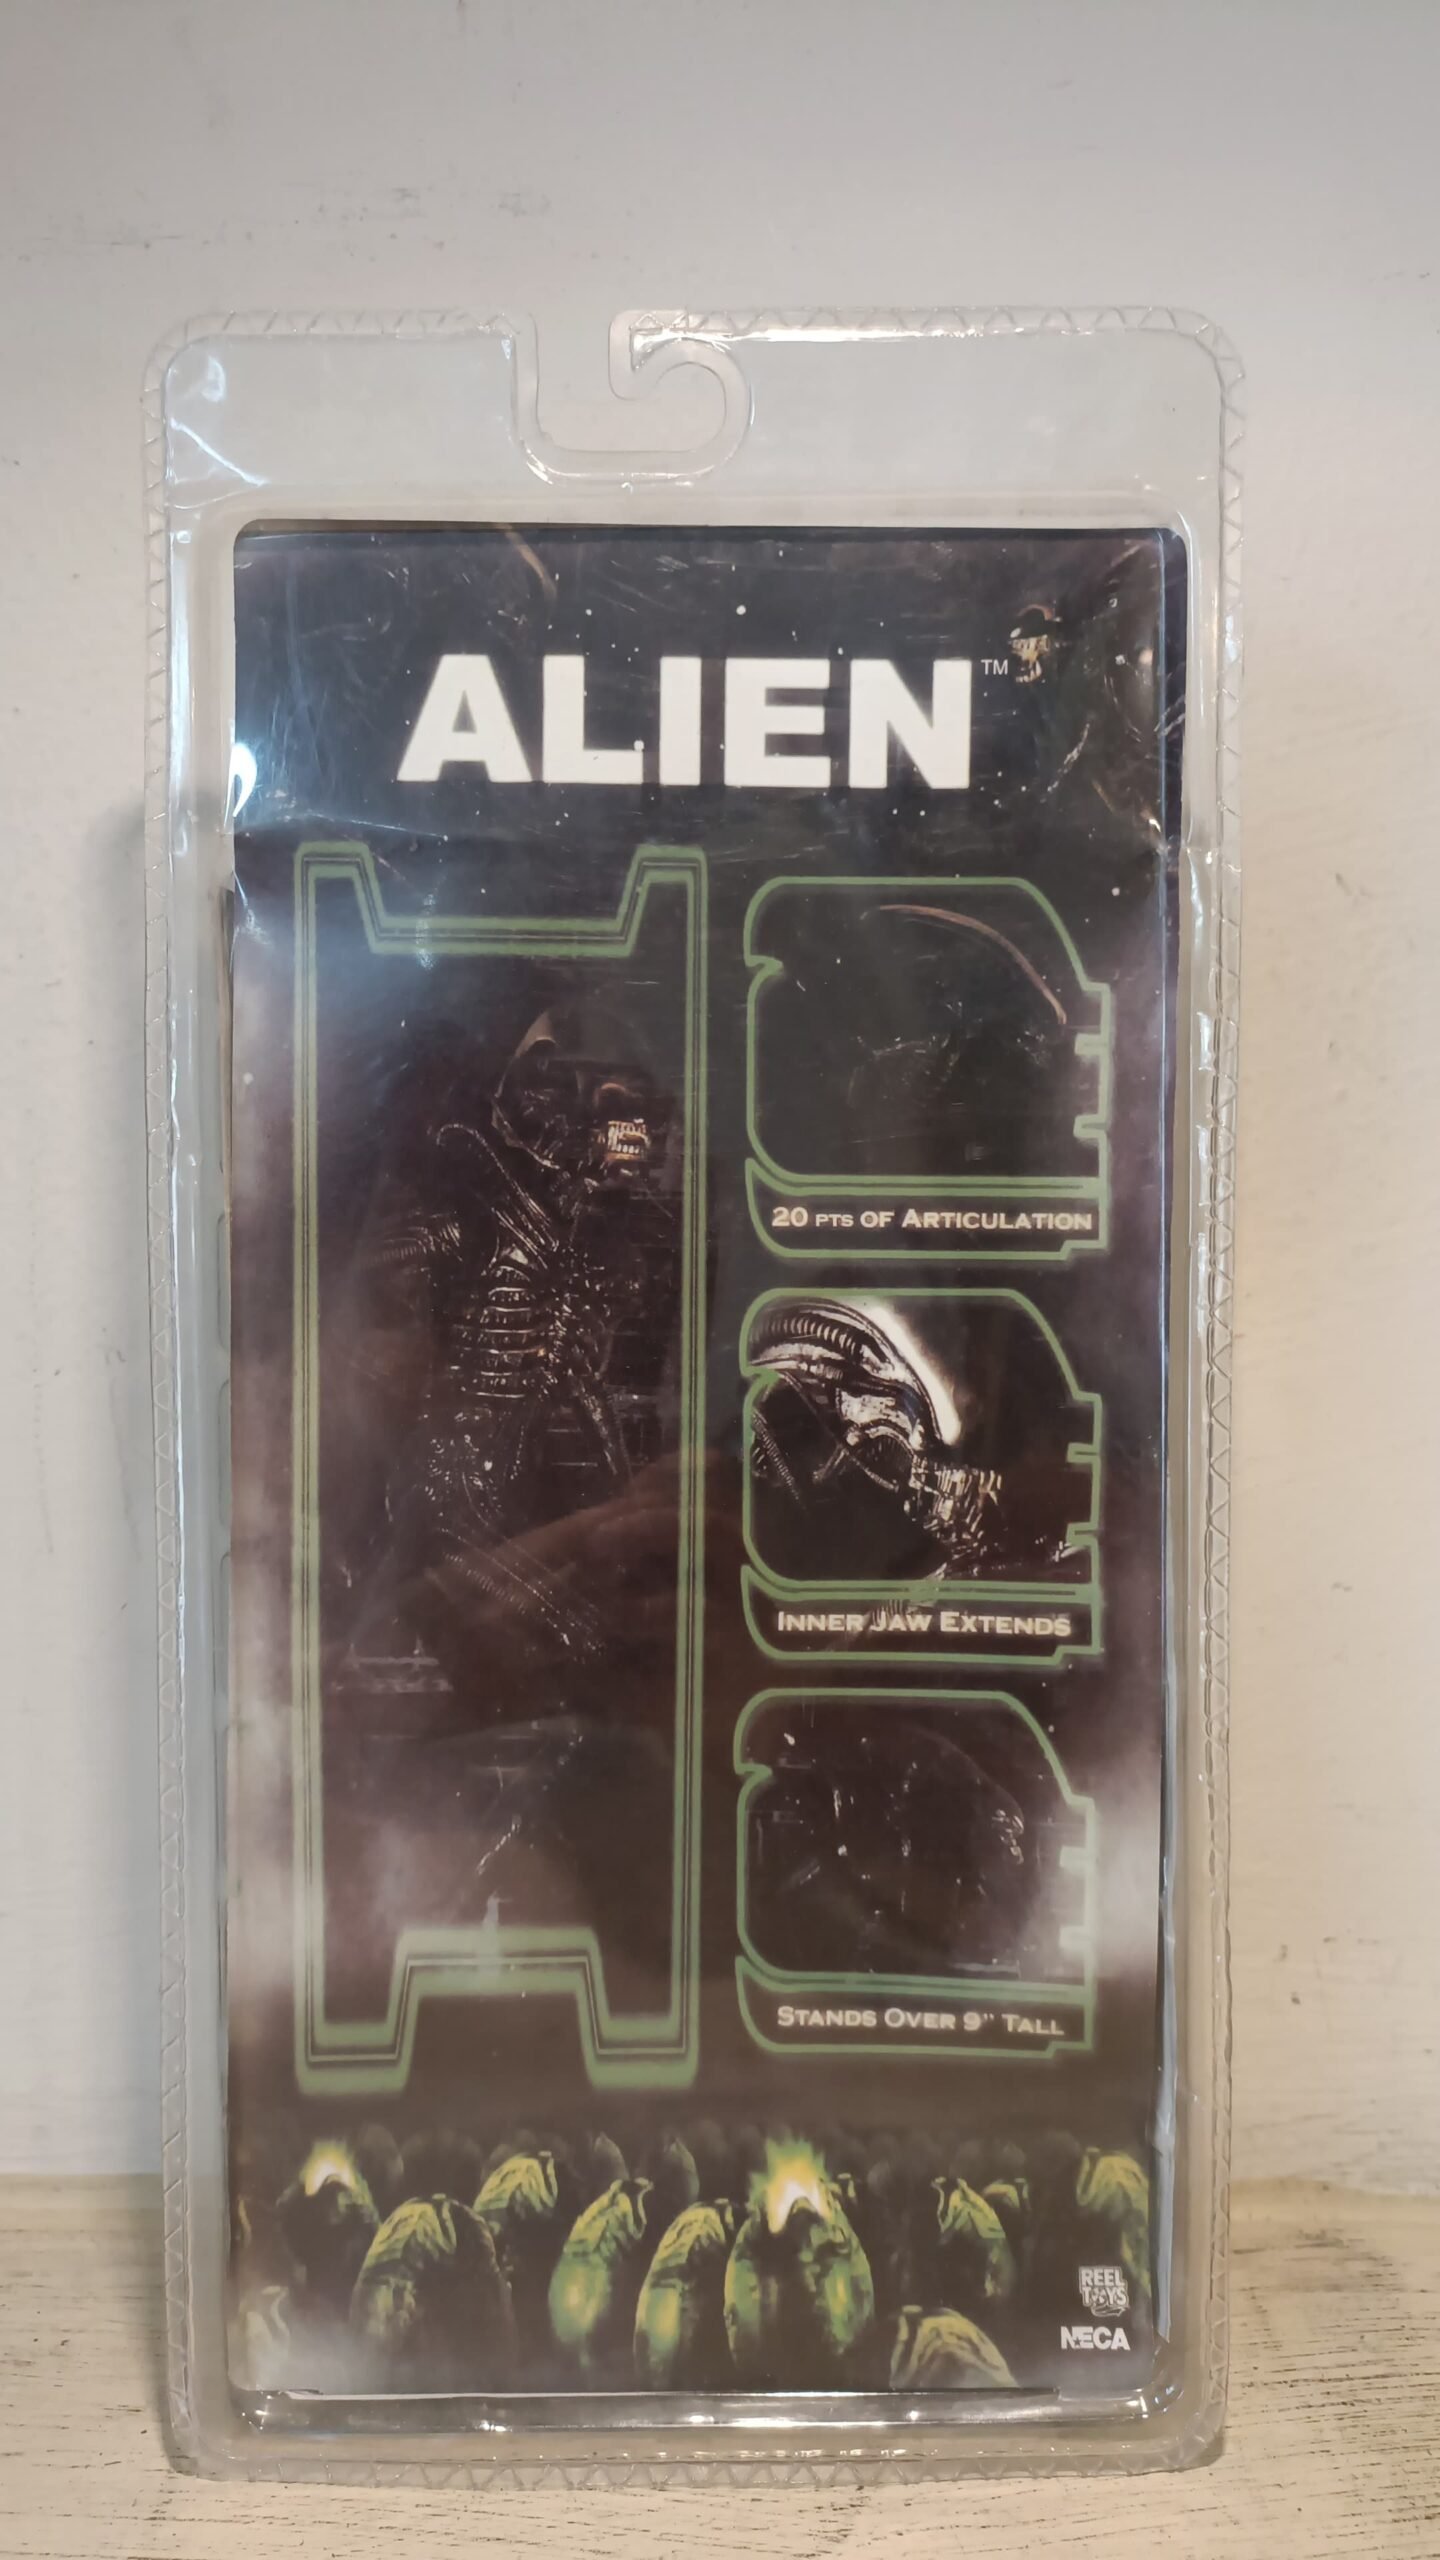 ALIEN™
20 PTS OF ARTICULATION
INNER JAW EXTENDS
STANDS OVER 9" TALL
REEL
TOYS
NECA